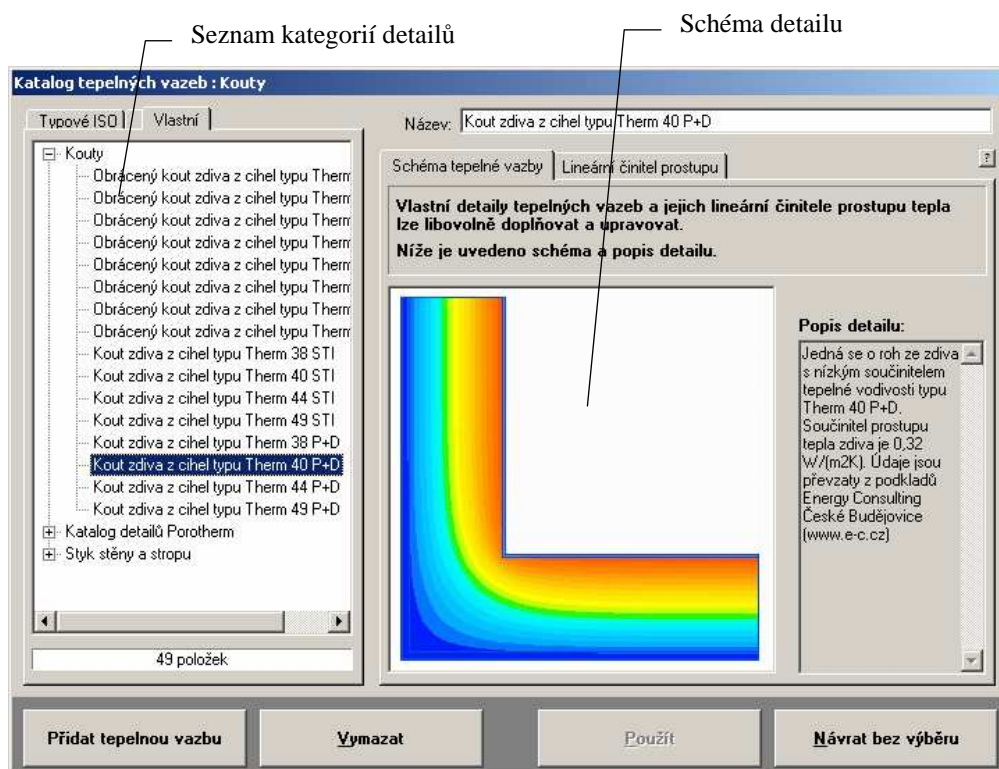 Seznam kategorií detailů
Schéma detailu
Katalog tepelných vazeb : Kouty
Typové ISO
Vlastní
Název:
Kout zdiva z cihel typu Therm 40 P+D
Kouty
Obrácený kout zdiva z cihel typu Therm
Obrácený kout zdiva z cihel typu Therm
Obrácený kout zdiva z cihel typu Therm
Obrácený kout zdiva z cihel typu Therm
Obrácený kout zdiva z cihel typu Therm
Obrácený kout zdiva z cihel typu Therm
Obrácený kout zdiva z cihel typu Therm
Obrácený kout zdiva z cihel typu Therm
Kout zdiva z cihel typu Therm 38 STI
Kout zdiva z cihel typu Therm 40 STI
Kout zdiva z cihel typu Therm 44 STI
Kout zdiva z cihel typu Therm 49 STI
Kout zdiva z cihel typu Therm 38 P+D
Kout zdiva z cihel typu Therm 40 P+D
Kout zdiva z cihel typu Therm 44 P+D
Kout zdiva z cihel typu Therm 49 P+D
Katalog detailů Porotherm
Styk stěny a stropu
49 položek
Schéma tepelné vazby
Lineární činitel prostupu
?
Vlastní detaily tepelných vazeb a jejich lineární činitele prostupu tepla
lze libovolně doplňovat a upravovat.
Níže je uvedeno schéma a popis detailu.
Popis detailu:
Jedná se o roh ze zdiva
s nízkým součinitelem
tepelné vodivosti typu
Therm 40 P+D.
Součinitel prostupu
tepla zdiva je 0,32
W/(m2K). Údaje jsou
převzaty z podkladů
Energy Consulting
České Budějovice
(www.e-c.cz)
Přidat tepelnou vazbu
Vymazat
Použít
Návrat bez výběru